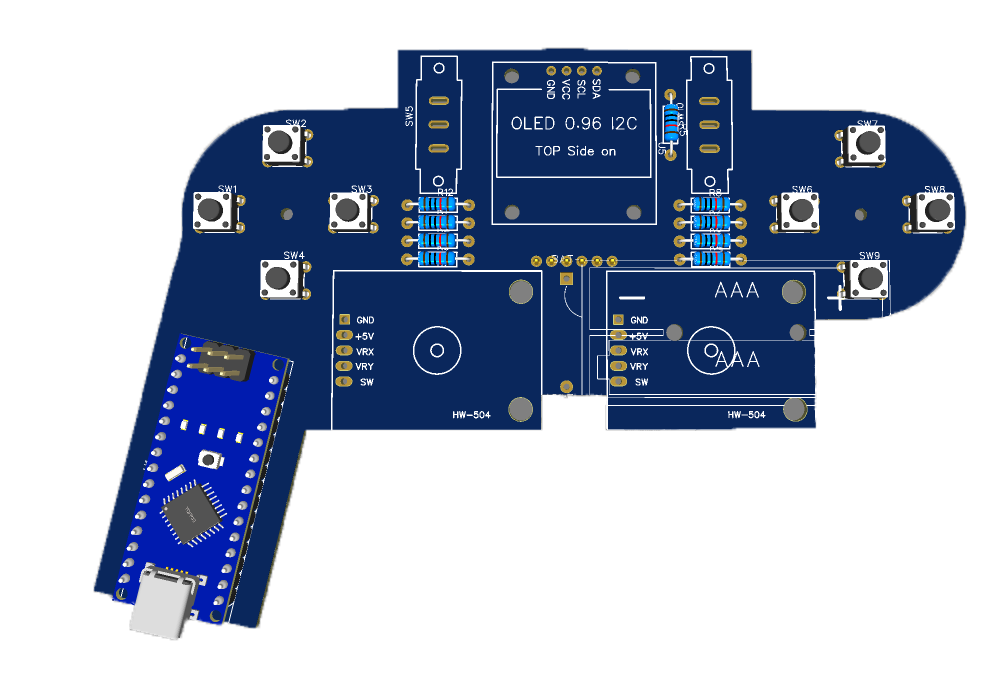 GND
VCC
SCL
SDA
SW5
OLED 0.96 I2C
TOP Side on
U5
SW2
SW7
SW1
SW3
R12
R8
SW6
SW8
SW4
BAT
SW9
AAA
GND
+5V
VRX
VRY
SW
HW-504
GND
+5V
VRX
VRY
SW
AAA
HW-504